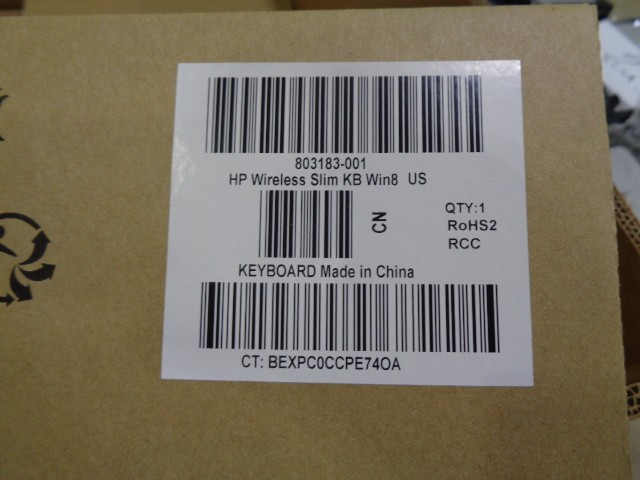 803183-001
HP Wireless Slim KB Win8 US
CN
QTY:1
RoHS2
RCC
KEYBOARD Made in China
CT: BEXPC0CCPE74OA